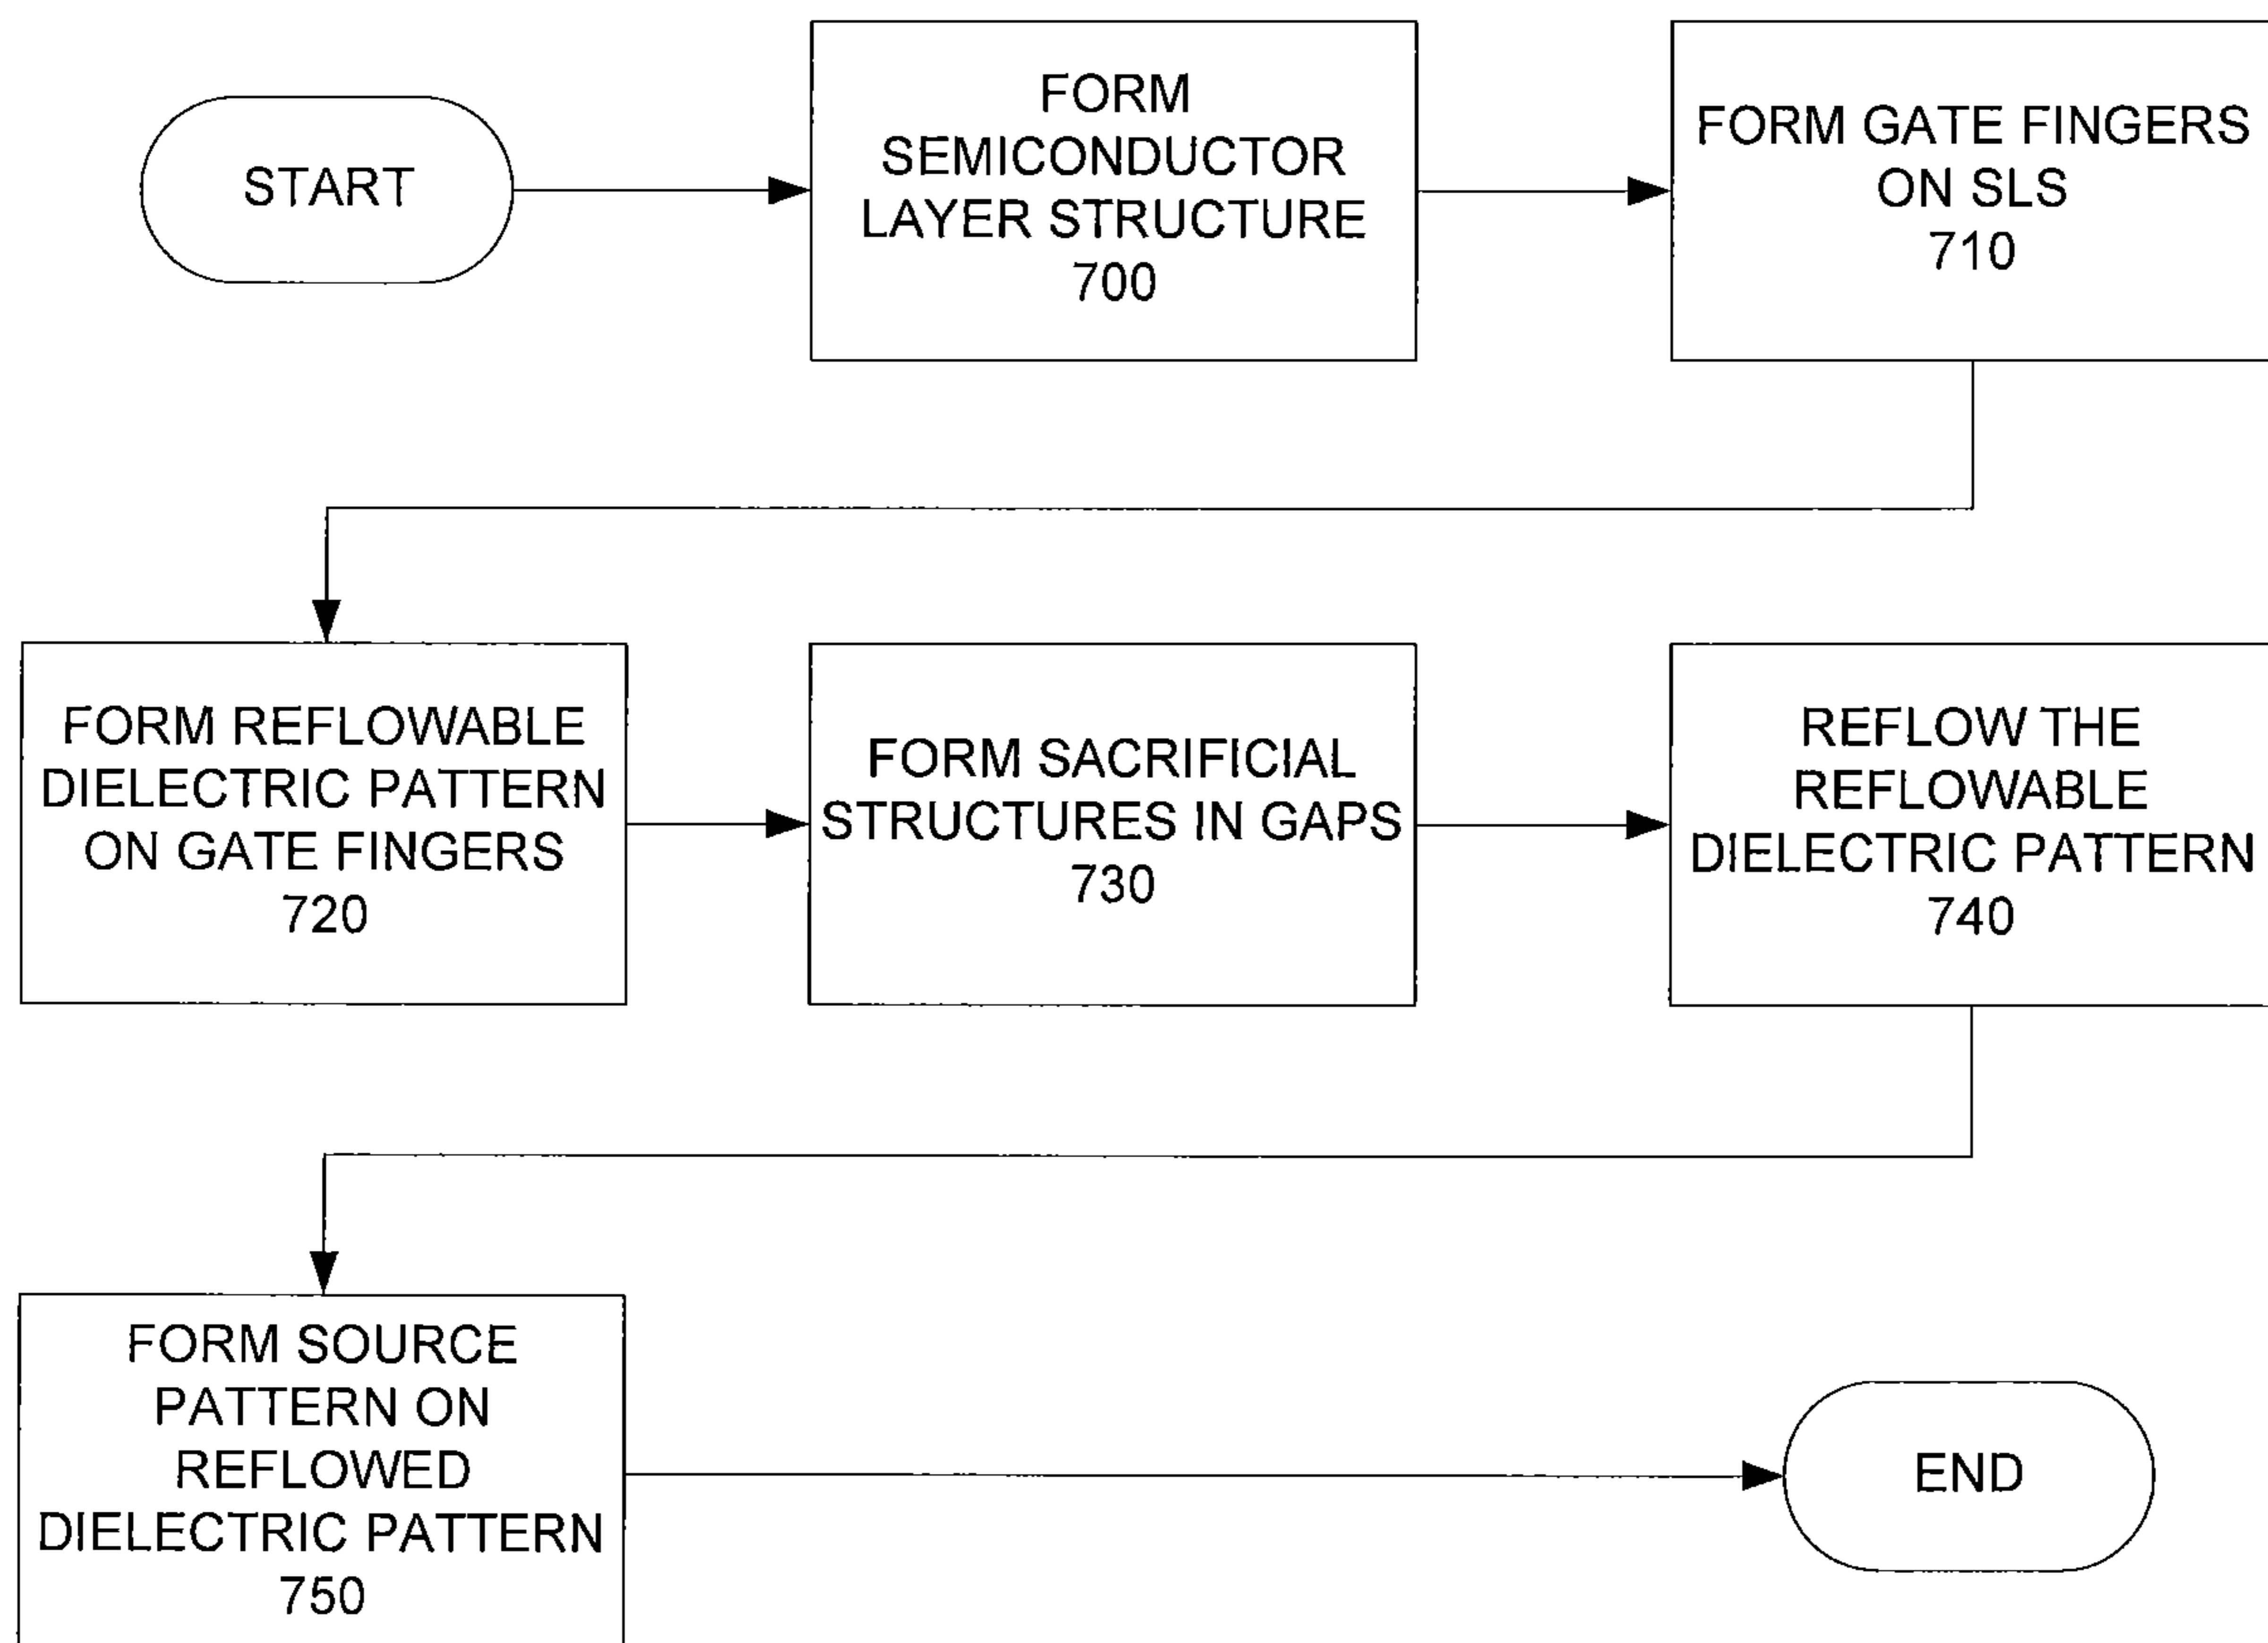 START
FORM
SEMICONDUCTOR
LAYER STRUCTURE
700
FORM GATE FINGERS
ON SLS
710
FORM REFLOWABLE
DIELECTRIC PATTERN
ON GATE FINGERS
720
FORM SACRIFICIAL
STRUCTURES IN GAPS
730
REFLOW THE
REFLOWABLE
DIELECTRIC PATTERN
740
FORM SOURCE
PATTERN ON
REFLOWED
DIELECTRIC PATTERN
750
END